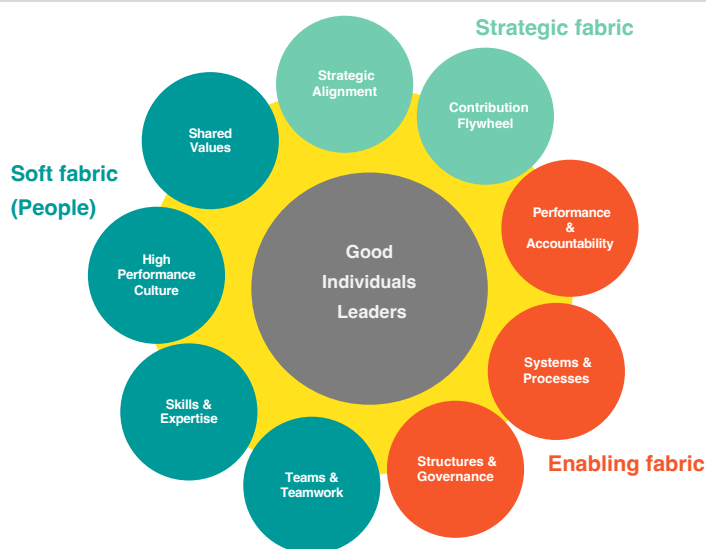 Strategic fabric
Strategic
Alignment
Contribution
Flywheel
Shared
Values
Soft fabric
(People)
Performance
&
Accountability
High
Performance
Culture
Good
Individuals
Leaders
Systems &
Processes
Skills &
Expertise
Structures &
Governance
Enabling fabric
Teams &
Teamwork